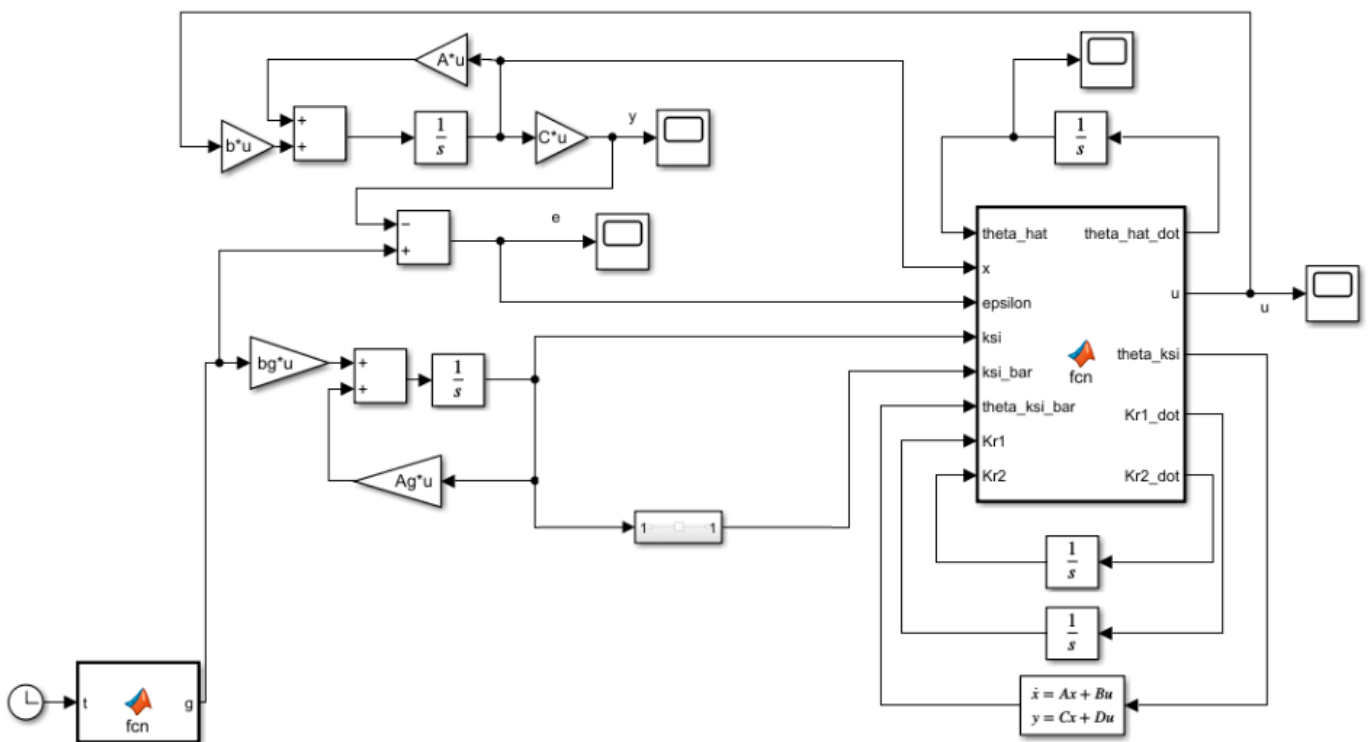 A*u
y
b*u
+
+
1
s
C*u
1
s
e
−
+
theta_hat
theta_hat_dot
x
epsilon
u
u
bg*u
+
+
1
s
ksi
theta_ksi
ksi_bar
fcn
theta_ksi_bar
Kr1_dot
Kr1
Ag*u
Kr2
Kr2_dot
1
1
1
s
1
s
t
g
fcn
ẋ = Ax + Bu
y = Cx + Du